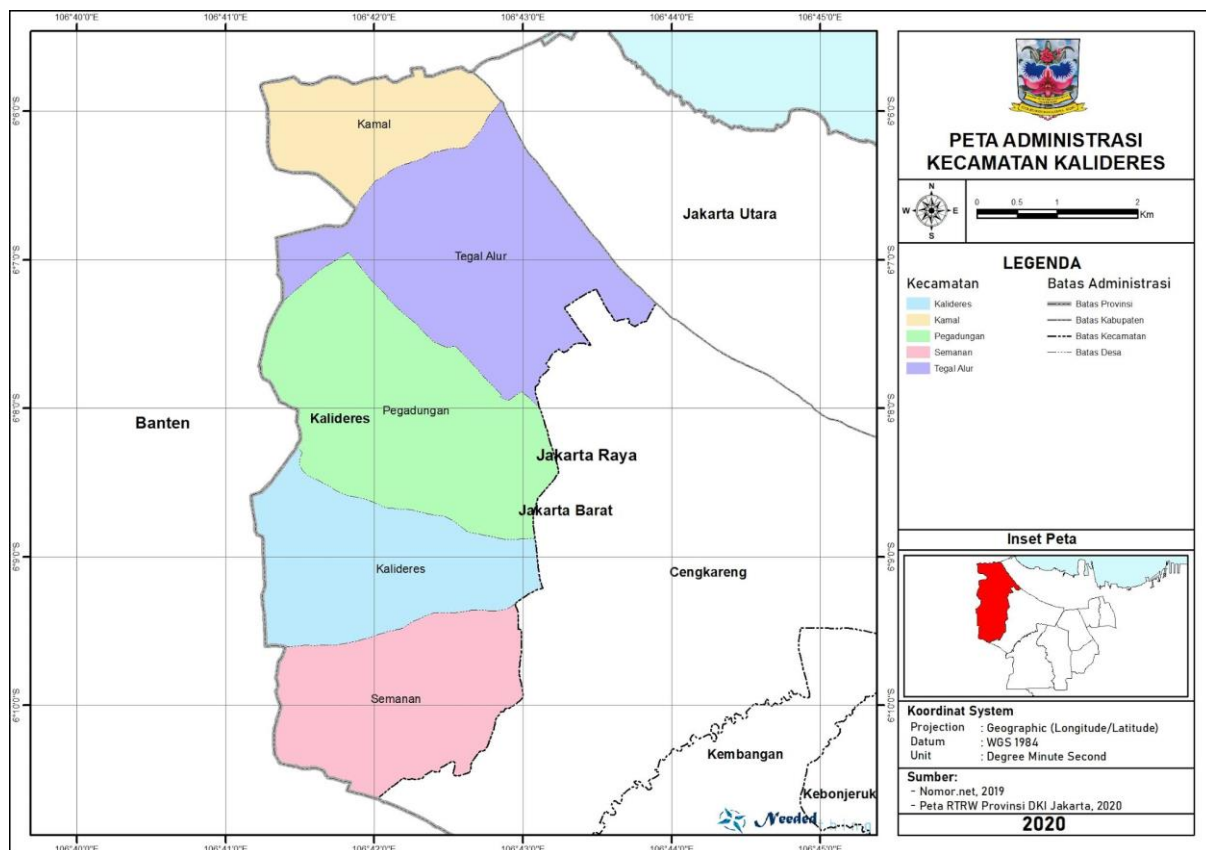 106°40'0"E 106°41'0"E 106°42'0"E 106°43'0"E 106°44'0"E 106°45'0"E
6°6'0"S
6°7'0"S
6°8'0"S
6°9'0"S
6°10'0"S
Kamal
Jakarta Utara
Tegal Alur
Pegadungan
Kalideres
Banten
Jakarta Raya
Jakarta Barat
Kalideres
Cengkareng
Semanan
Kembangan
Kebonjeruk
Needed
106°40'0"E 106°41'0"E 106°42'0"E 106°43'0"E 106°44'0"E 106°45'0"E
6°6'0"S
6°7'0"S
6°8'0"S
6°9'0"S
6°10'0"S
PETA ADMINISTRASI
KECAMATAN KALIDERES
N
W E
S
0 0.5 1 2
Km
LEGENDA
Kecamatan
Kalideres
Kamal
Pegadungan
Semanan
Tegal Alur
Batas Administrasi
Batas Provinsi
Batas Kabupaten
Batas Kecamatan
Batas Desa
Inset Peta
Koordinat System
Projection : Geographic (Longitude/Latitude)
Datum : WGS 1984
Unit : Degree Minute Second
Sumber:
- Nomor.net, 2019
- Peta RTRW Provinsi DKI Jakarta, 2020
2020